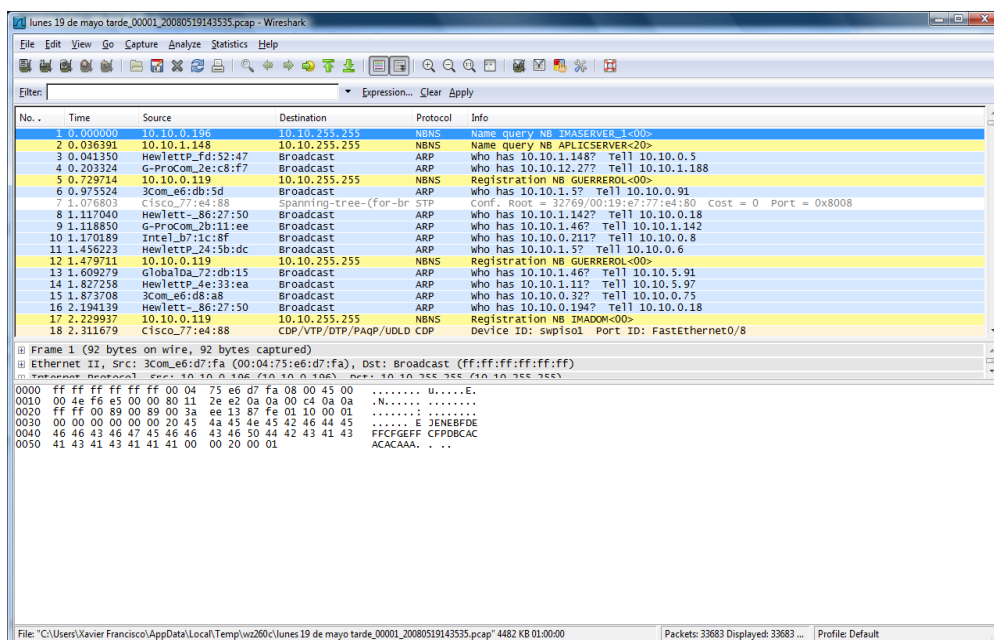 lunes 19 de mayo tarde_00001_20080519143535.pcap - Wireshark
File Edit View Go Capture Analyze Statistics Help
Filter: Expression... Clear Apply
No. . Time Source Destination Protocol Info
1 0.000000 10.10.0.196 10.10.255.255 NBNS Name query NB IMASERVER_1<00>
2 0.036391 10.10.1.148 10.10.255.255 NBNS Name query NB APLICSERVER<20>
3 0.041350 HewlettP_fd:52:47 Broadcast ARP Who has 10.10.1.148? Tell 10.10.0.5
4 0.203324 G-ProCom_2e:c8:f7 Broadcast ARP Who has 10.10.12.27? Tell 10.10.1.188
5 0.729714 10.10.0.119 10.10.255.255 NBNS Registration NB GUERREROL<00>
6 0.975524 3Com_e6:db:5d Broadcast ARP Who has 10.10.1.5? Tell 10.10.0.91
7 1.076803 Cisco_77:e4:88 Spanning-tree-(for-br STP Conf. Root = 32769/00:19:e7:77:e4:80 Cost = 0 Port = 0x8008
8 1.117040 Hewlett-_86:27:50 Broadcast ARP Who has 10.10.1.142? Tell 10.10.0.18
9 1.118850 G-ProCom_2b:11:ee Broadcast ARP Who has 10.10.1.46? Tell 10.10.1.142
10 1.170189 Intel_b7:1c:8f Broadcast ARP Who has 10.10.0.211? Tell 10.10.0.8
11 1.456223 HewlettP_24:5b:dc Broadcast ARP Who has 10.10.1.5? Tell 10.10.0.6
12 1.479711 10.10.0.119 10.10.255.255 NBNS Registration NB GUERREROL<00>
13 1.609279 GlobalDa_72:db:15 Broadcast ARP Who has 10.10.1.46? Tell 10.10.5.91
14 1.827258 HewlettP_4e:33:ea Broadcast ARP Who has 10.10.1.11? Tell 10.10.5.97
15 1.873708 3Com_e6:d8:a8 Broadcast ARP Who has 10.10.0.32? Tell 10.10.0.75
16 2.194139 Hewlett-_86:27:50 Broadcast ARP Who has 10.10.0.194? Tell 10.10.0.18
17 2.229937 10.10.0.119 10.10.255.255 NBNS Registration NB IMADOM<00>
18 2.311679 Cisco_77:e4:88 CDP/VTP/DTP/PAgP/UDLD CDP Device ID: swpiso1 Port ID: FastEthernet0/8
Frame 1 (92 bytes on wire, 92 bytes captured)
Ethernet II, Src: 3Com_e6:d7:fa (00:04:75:e6:d7:fa), Dst: Broadcast (ff:ff:ff:ff:ff:ff)
Internet Protocol, Src: 10.10.0.196 (10.10.0.196), Dst: 10.10.255.255 (10.10.255.255)
0000 ff ff ff ff ff ff 00 04 75 e6 d7 fa 08 00 45 00 ........ u.....E.
0010 00 4e f6 e5 00 00 80 11 2e e2 0a 0a 00 c4 0a 0a .N...... ........
0020 ff ff 00 89 00 89 00 3a ee 13 87 fe 01 10 00 01 .......: ........
0030 00 00 00 00 00 00 20 45 4a 45 4e 45 42 46 44 45 ...... E JENEBFDE
0040 46 46 43 46 47 45 46 46 43 46 50 44 42 43 41 43 FFCFGEFF CFPDBCAC
0050 41 43 41 43 41 41 41 00 00 20 00 01 ACACAAA. . ..
File: "C:\Users\Xavier Francisco\AppData\Local\Temp\wz260c\lunes 19 de mayo tarde_00001_20080519143535.pcap" 4482 KB 01:00:00 Packets: 33683 Displayed: 33683 ... Profile: Default